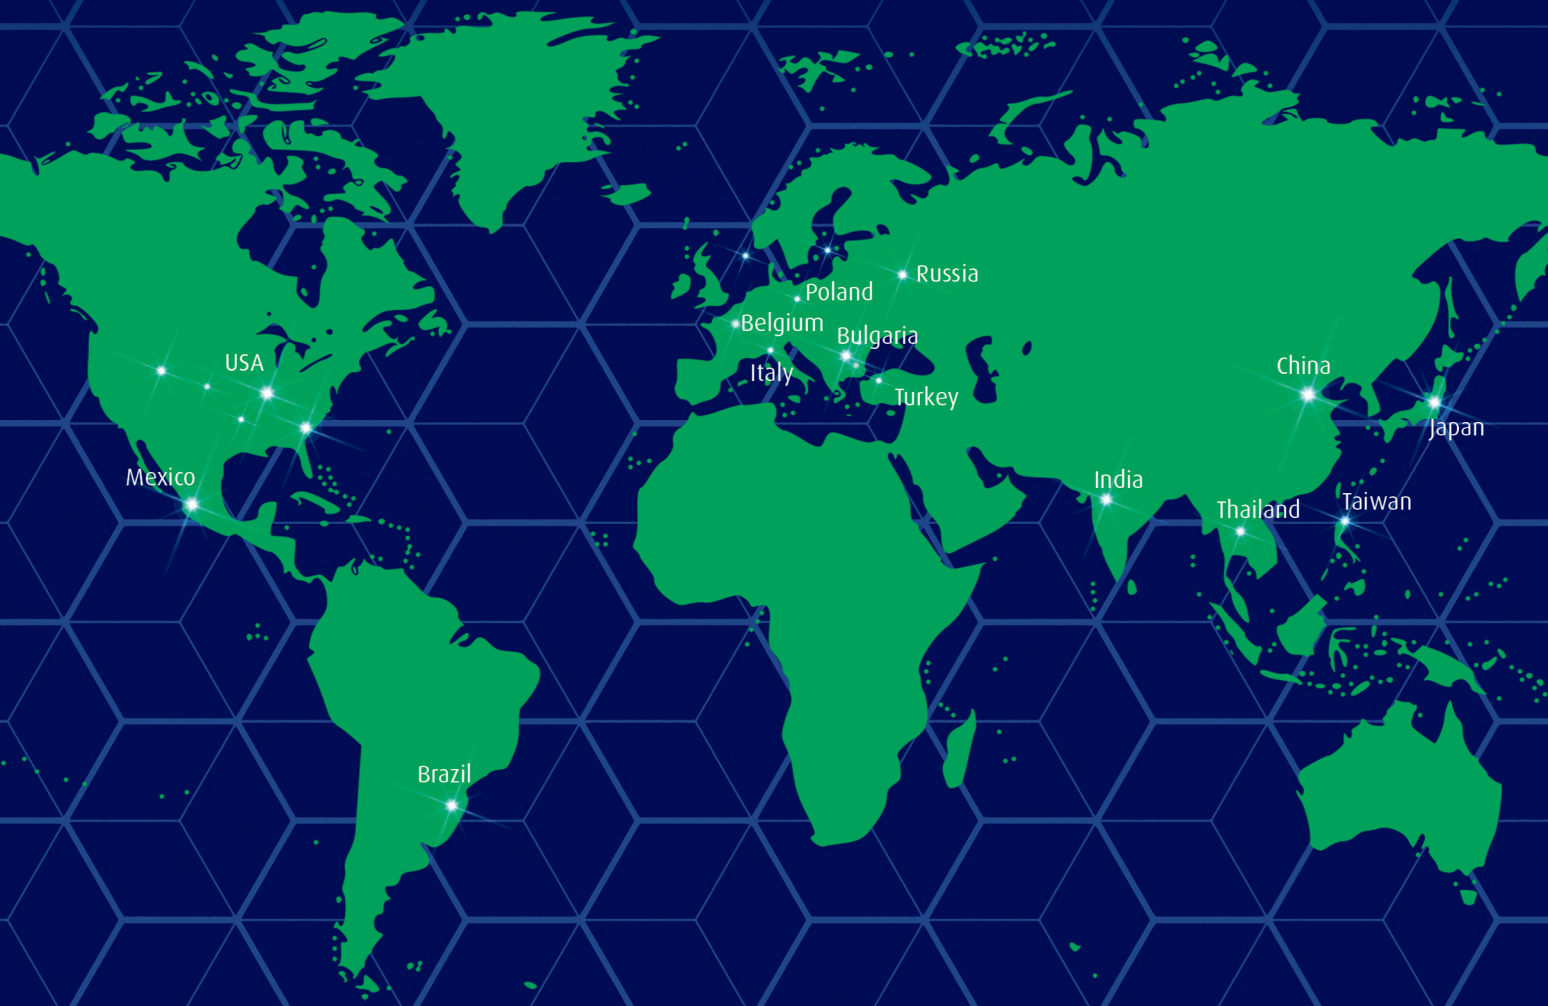 Russia
Poland
Belgium
Bulgaria
USA
Italy
Turkey
China
Japan
Mexico
India
Thailand
Taiwan
Brazil